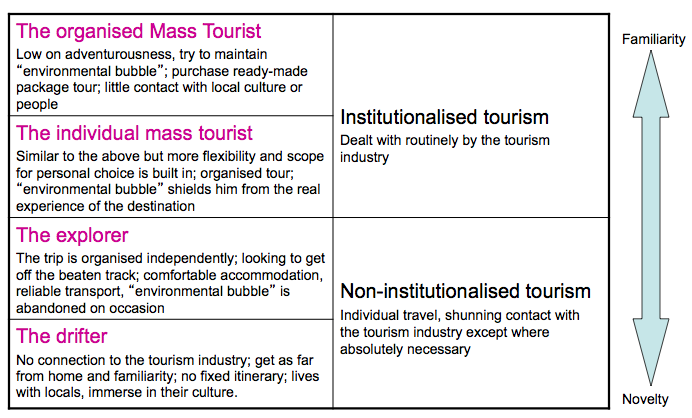 The organised Mass Tourist
Low on adventurousness, try to maintain
“environmental bubble”; purchase ready-made
package tour; little contact with local culture or
people
The individual mass tourist
Similar to the above but more flexibility and scope
for personal choice is built in; organised tour;
“environmental bubble” shields him from the real
experience of the destination
Institutionalised tourism
Dealt with routinely by the tourism
industry
The explorer
The trip is organised independently; looking to get
off the beaten track; comfortable accommodation,
reliable transport, “environmental bubble” is
abandoned on occasion
The drifter
No connection to the tourism industry; get as far
from home and familiarity; no fixed itinerary; lives
with locals, immerse in their culture.
Non-institutionalised tourism
Individual travel, shunning contact with
the tourism industry except where
absolutely necessary
Familiarity
Novelty